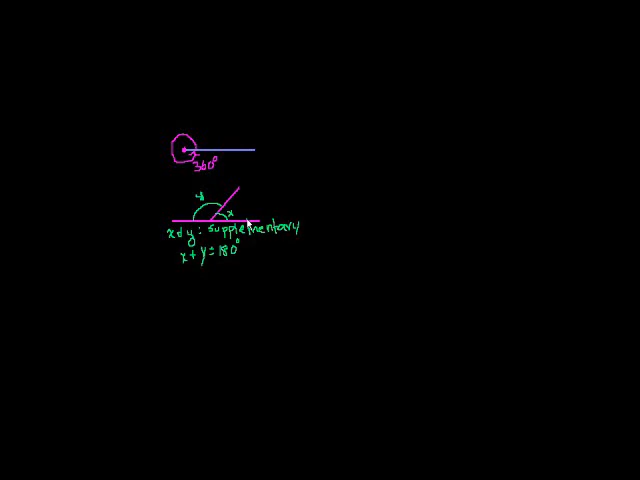 360°
y
x
x + y : supplementary
x + y = 180°